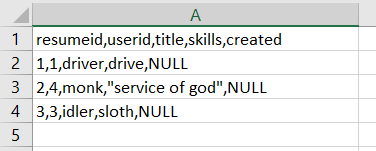 A
1 resumeid,userid,title,skills,created
2 1,1,driver,drive,NULL
3 2,4,monk,"service of god",NULL
4 3,3,idler,sloth,NULL
5